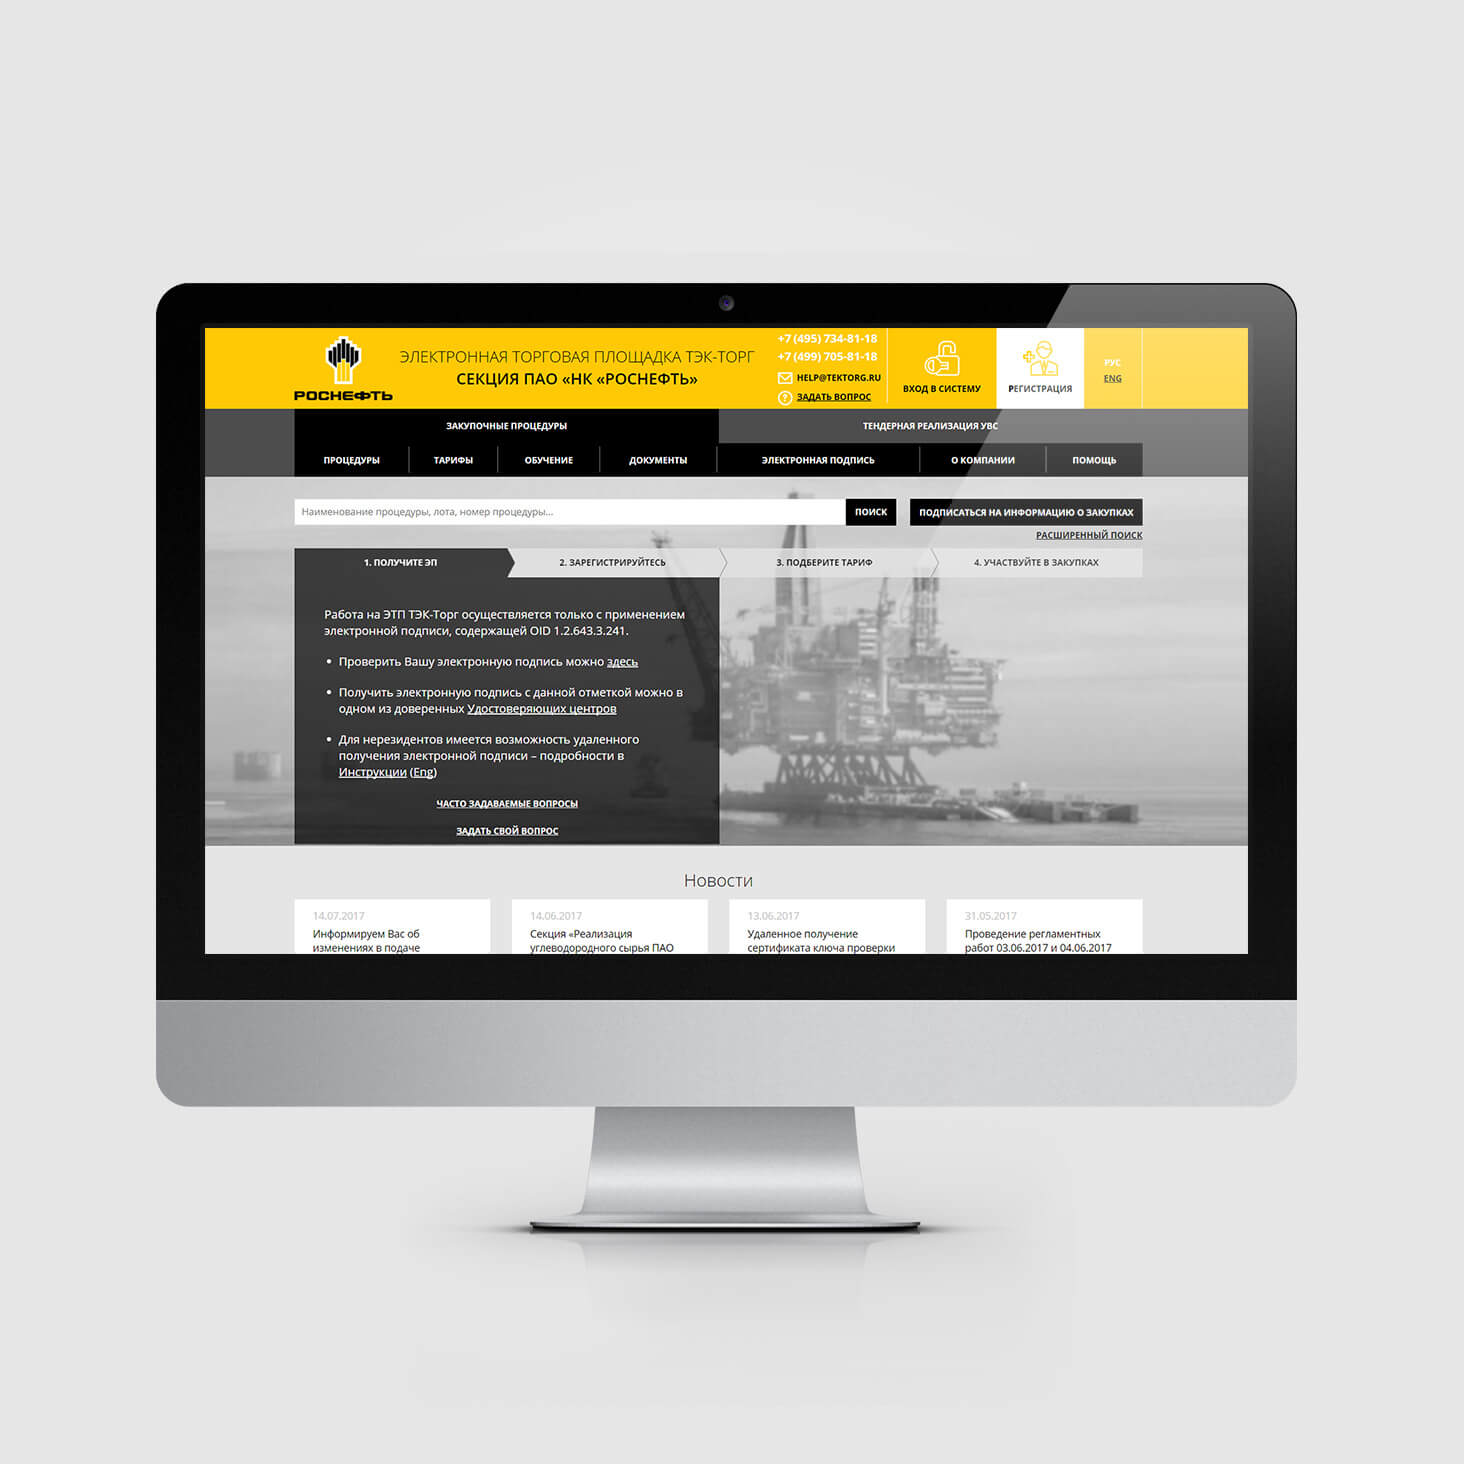 РОСНЕФТЬ
ЭЛЕКТРОННАЯ ТОРГОВАЯ ПЛОЩАДКА ТЭК-ТОРГ
СЕКЦИЯ ПАО «НК «РОСНЕФТЬ»
+7 (495) 734-81-18
+7 (499) 705-81-18
HELP@TEKTORG.RU
ЗАДАТЬ ВОПРОС
ВХОД В СИСТЕМУ
РЕГИСТРАЦИЯ
РУС
ENG
ЗАКУПОЧНЫЕ ПРОЦЕДУРЫ
ТЕНДЕРНАЯ РЕАЛИЗАЦИЯ УВС
ПРОЦЕДУРЫ
ТАРИФЫ
ОБУЧЕНИЕ
ДОКУМЕНТЫ
ЭЛЕКТРОННАЯ ПОДПИСЬ
О КОМПАНИИ
ПОМОЩЬ
Наименование процедуры, лота, номер процедуры...
ПОИСК
ПОДПИСАТЬСЯ НА ИНФОРМАЦИЮ О ЗАКУПКАХ
РАСШИРЕННЫЙ ПОИСК
1. ПОЛУЧИТЕ ЭП
2. ЗАРЕГИСТРИРУЙТЕСЬ
3. ПОДБЕРИТЕ ТАРИФ
4. УЧАСТВУЙТЕ В ЗАКУПКАХ
Работа на ЭТП ТЭК-Торг осуществляется только с применением
электронной подписи, содержащей OID 1.2.643.3.241.
• Проверить Вашу электронную подпись можно здесь
• Получить электронную подпись с данной отметкой можно в
одном из доверенных Удостоверяющих центров
• Для нерезидентов имеется возможность удаленного
получения электронной подписи – подробности в
Инструкции (Eng)
ЧАСТО ЗАДАВАЕМЫЕ ВОПРОСЫ
ЗАДАТЬ СВОЙ ВОПРОС
Новости
14.07.2017
Информируем Вас об
изменениях в подаче
14.06.2017
Секция «Реализация
углеводородного сырья ПАО
13.06.2017
Удаленное получение
сертификата ключа проверки
31.05.2017
Проведение регламентных
работ 03.06.2017 и 04.06.2017